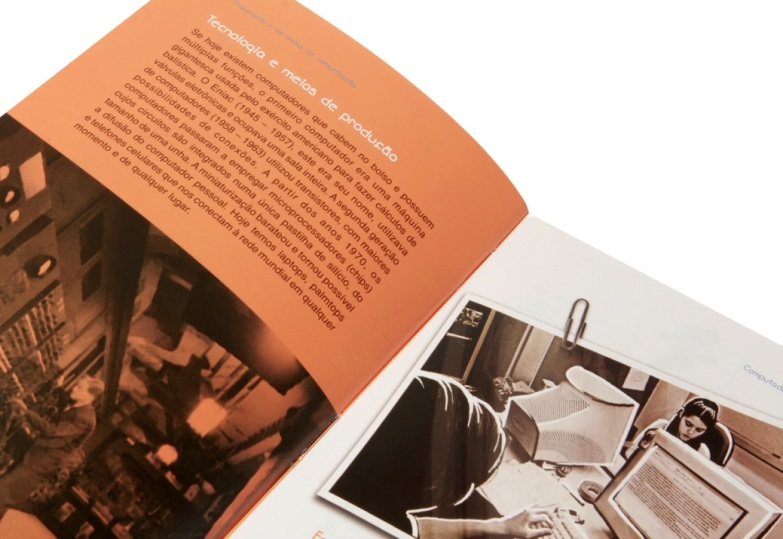 e os meios de comunicação
Tecnologia e meios de produção
Se hoje existem computadores que cabem no bolso e possuem
múltiplas funções, o primeiro computador era uma máquina
gigantesca usada pelo exército americano para fazer cálculos de
balística. O Eniac (1945 – 1957), este era seu nome, utilizava
válvulas eletrônicas e ocupava uma sala inteira. A segunda geração
de computadores (1958 – 1963) utilizou transistores, com maiores
possibilidades de conexões. A partir dos anos 1970, os
computadores passaram a empregar microprocessadores (chips)
cujos circuitos são integrados numa única pastilha de silício, do
tamanho de uma unha. A miniaturização barateou e tornou possível
a difusão do computador pessoal. Hoje temos laptops, palmtops
e telefones celulares que nos conectam à rede mundial em qualquer
momento e de qualquer lugar.
Computad